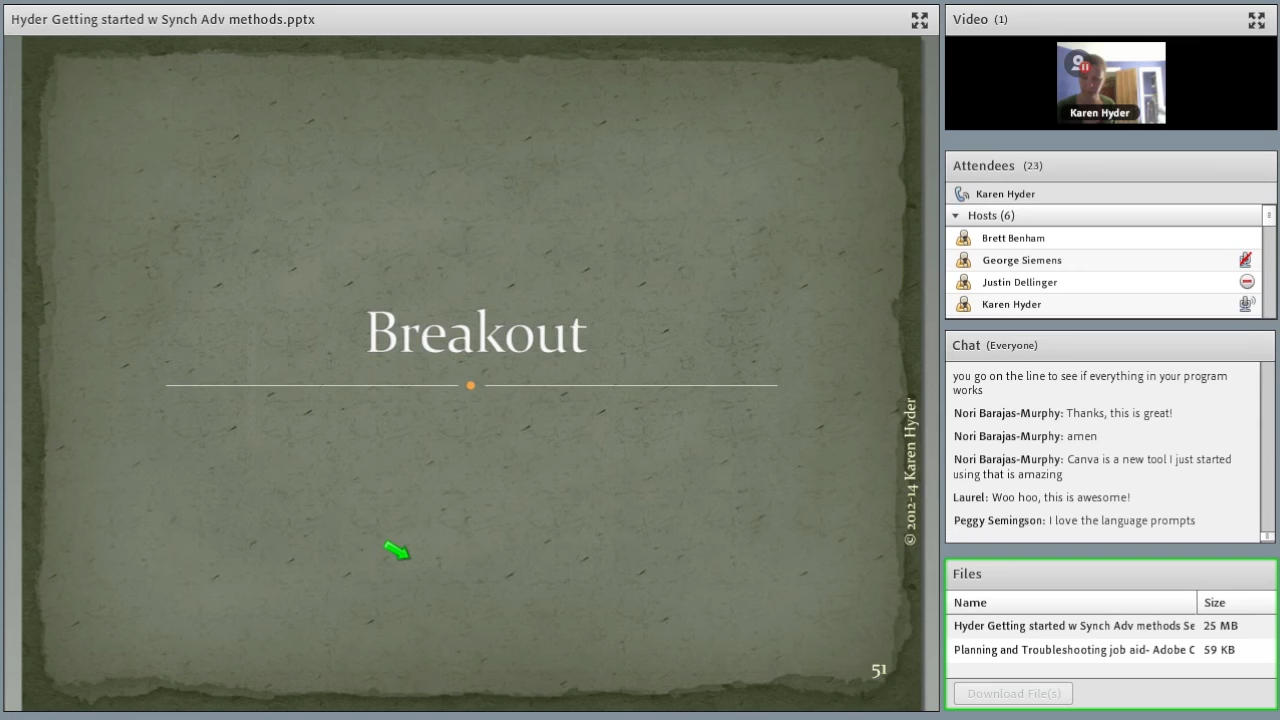 Hyder Getting started w Synch Adv methods.pptx
Breakout
© 2012-14 Karen Hyder
51
Video (1)
Karen Hyder
Attendees (23)
Karen Hyder
Hosts (6)
Brett Benham
George Siemens
Justin Dellinger
Karen Hyder
Chat (Everyone)
you go on the line to see if everything in your program
works
Nori Barajas-Murphy: Thanks, this is great!
Nori Barajas-Murphy: amen
Nori Barajas-Murphy: Canva is a new tool I just started
using that is amazing
Laurel: Woo hoo, this is awesome!
Peggy Semingson: I love the language prompts
Files
Name Size
Hyder Getting started w Synch Adv methods Se 25 MB
Planning and Troubleshooting job aid- Adobe C 59 KB
Download File(s)